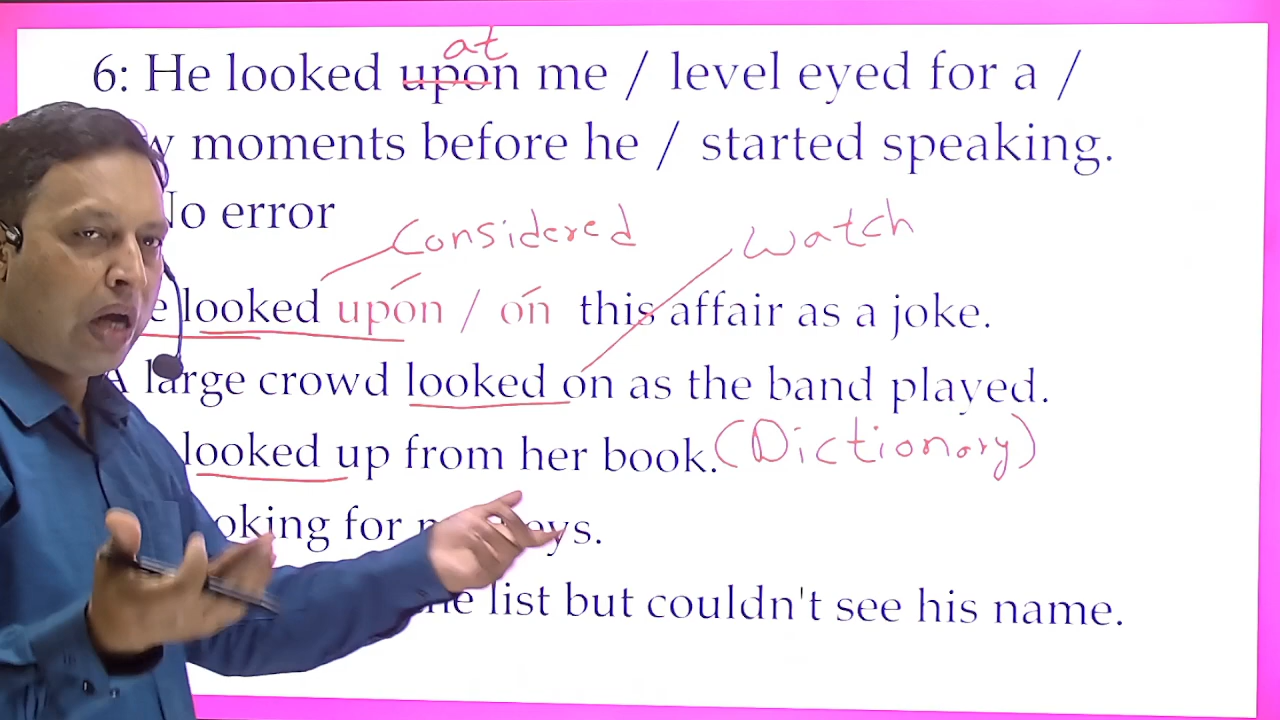 at
6: He looked upon me / level eyed for a /
moments before he / started speaking.
No error
Considered Watch
looked upon / on this affair as a joke.
A large crowd looked on as the band played.
looked up from her book. (Dictionary)
for
list but couldn't see his name.